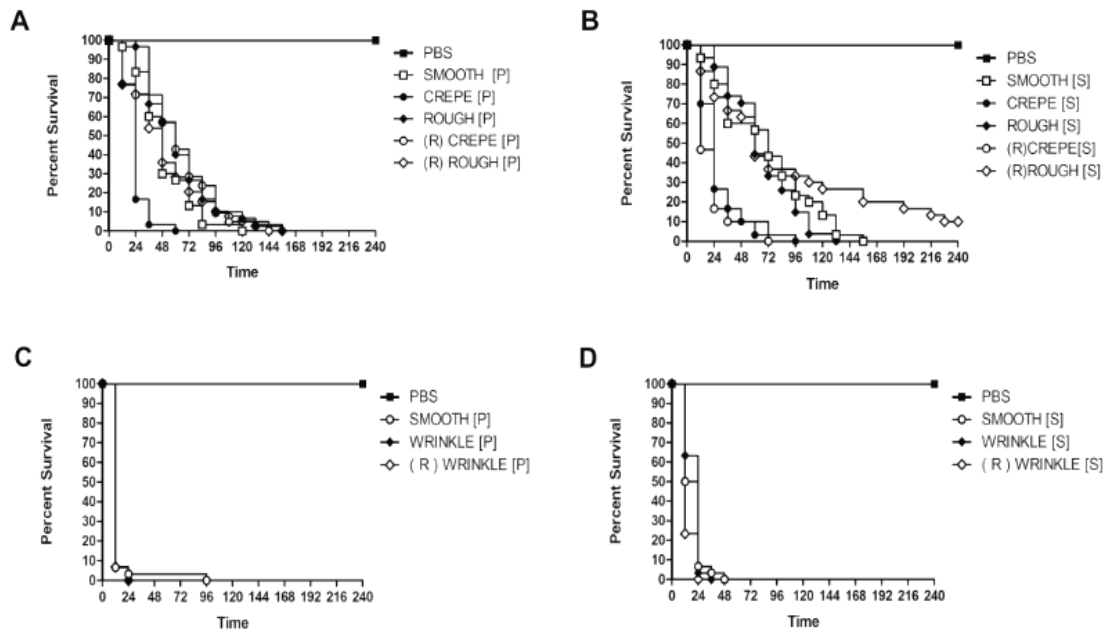 A
Percent Survival
100
90
80
70
60
50
40
30
20
10
0
0 24 48 72 96 120 144 168 192 216 240
Time
PBS
SMOOTH [P]
CREPE [P]
ROUGH [P]
(R) CREPE [P]
(R) ROUGH [P]
B
Percent Survival
100
90
80
70
60
50
40
30
20
10
0
0 24 48 72 96 120 144 168 192 216 240
Time
PBS
SMOOTH [S]
CREPE [S]
ROUGH [S]
(R)CREPE[S]
(R)ROUGH [S]
C
Percent Survival
100
90
80
70
60
50
40
30
20
10
0
0 24 48 72 96 120 144 168 192 216 240
Time
PBS
SMOOTH [P]
WRINKLE [P]
( R ) WRINKLE [P]
D
Percent Survival
100
90
80
70
60
50
40
30
20
10
0
0 24 48 72 96 120 144 168 192 216 240
Time
PBS
SMOOTH [S]
WRINKLE [S]
( R ) WRINKLE [S]